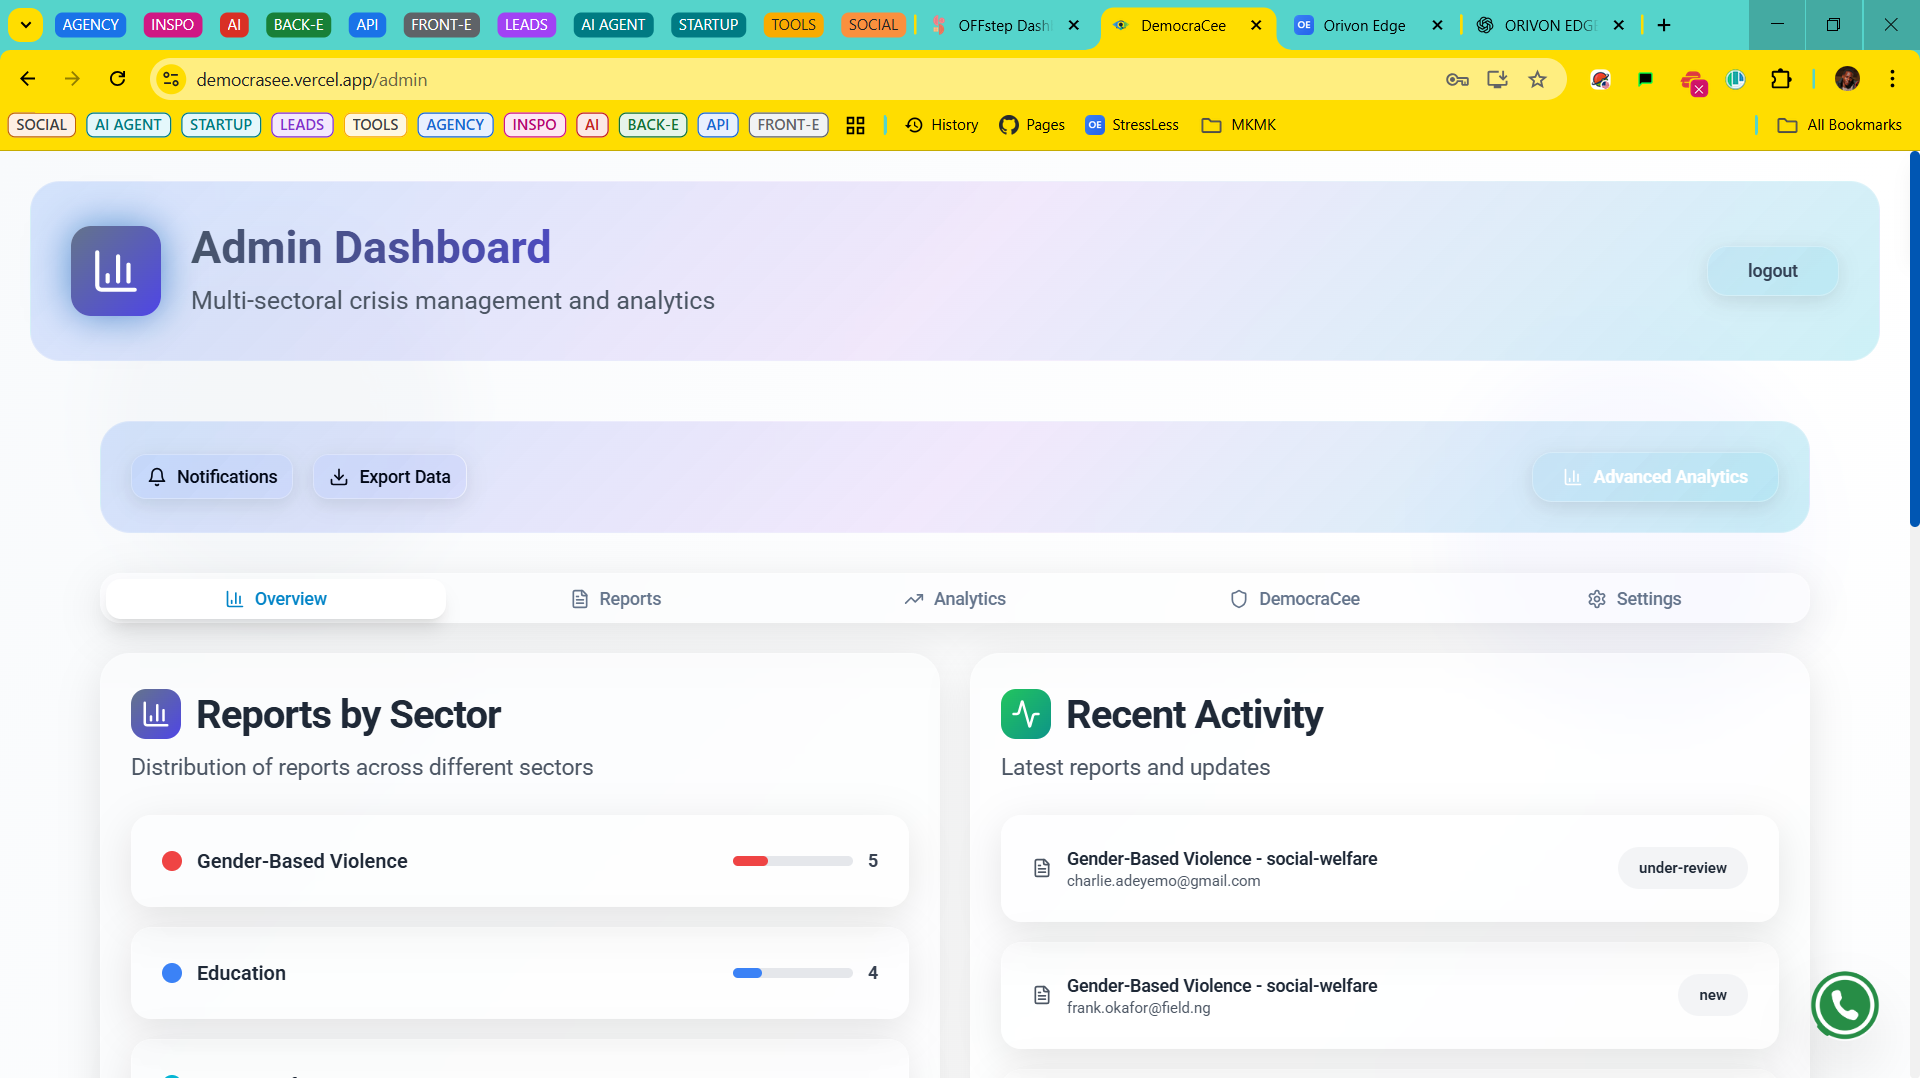 AGENCY INSPO AI BACK-E API FRONT-E LEADS AI AGENT STARTUP TOOLS SOCIAL OFFstep Dash DemocraCee OE Orivon Edge ORIVON EDG
democrasee.vercel.app/admin
SOCIAL AI AGENT STARTUP LEADS TOOLS AGENCY INSPO AI BACK-E API FRONT-E History Pages OE StressLess MKMK All Bookmarks
Admin Dashboard
Multi-sectoral crisis management and analytics
logout
Notifications Export Data Advanced Analytics
Overview Reports Analytics DemocraCee Settings
Reports by Sector
Distribution of reports across different sectors
Gender-Based Violence 5
Education 4
Recent Activity
Latest reports and updates
Gender-Based Violence - social-welfare
charlie.adeyemo@gmail.com
under-review
Gender-Based Violence - social-welfare
frank.okafor@field.ng
new